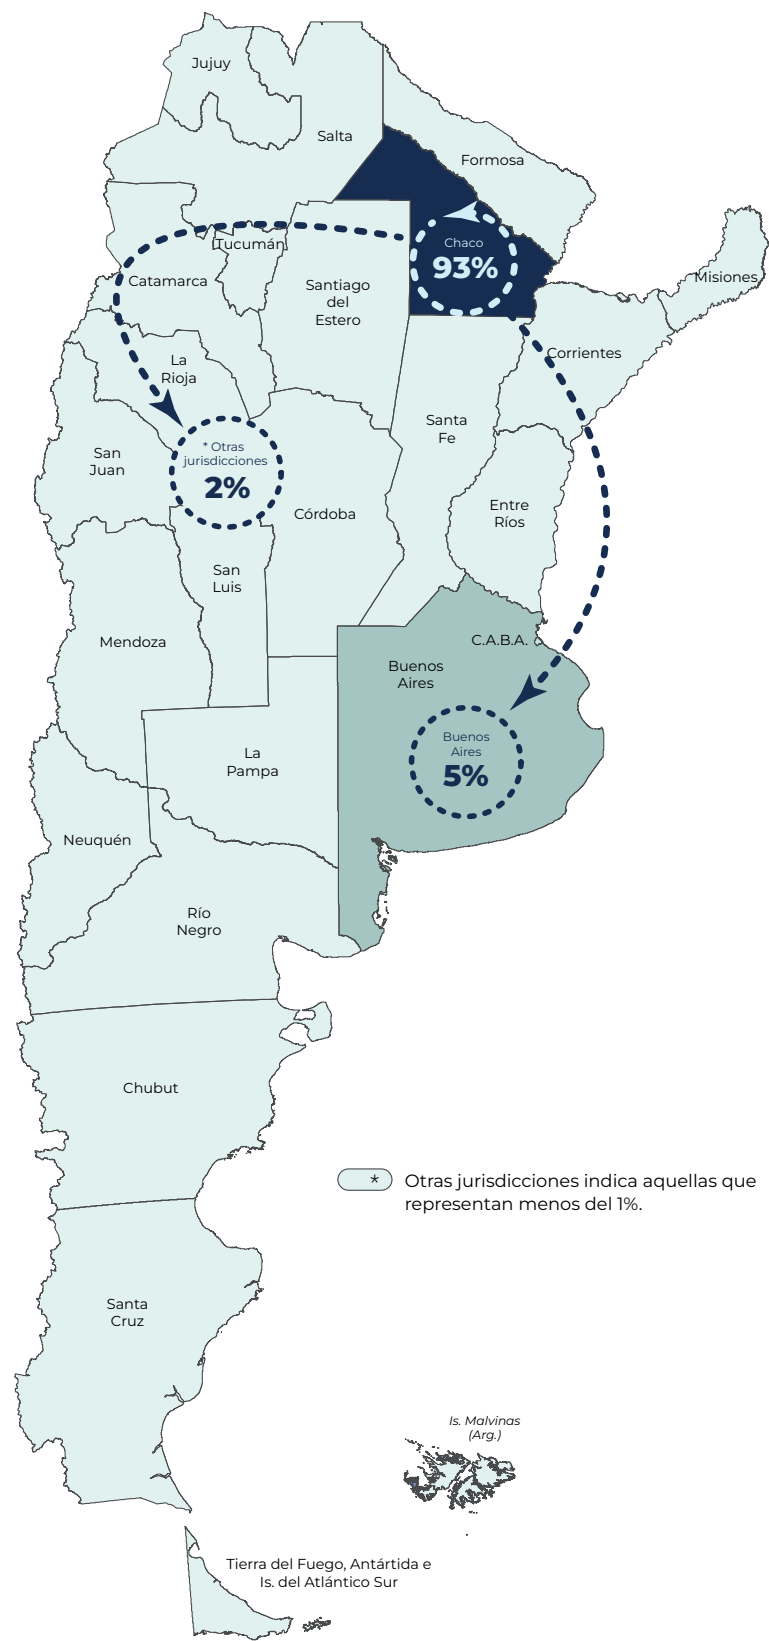 Jujuy
Salta
Formosa
Tucumán
Chaco
93%
Misiones
Catamarca
Santiago
del
Estero
Corrientes
La
Rioja
Santa
Fe
San
Juan
* Otras
jurisdicciones
2%
Córdoba
Entre
Ríos
San
Luis
Mendoza
C.A.B.A.
Buenos
Aires
Buenos
Aires
5%
La
Pampa
Neuquén
Río
Negro
Chubut
* Otras jurisdicciones indica aquellas que
representan menos del 1%.
Santa
Cruz
Is. Malvinas
(Arg.)
Tierra del Fuego, Antártida e
Is. del Atlántico Sur